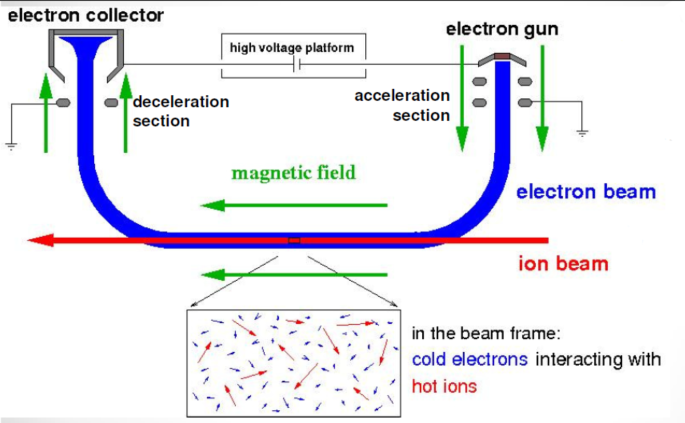 electron collector
high voltage platform
electron gun
deceleration
section
acceleration
section
magnetic field
electron beam
ion beam
in the beam frame:
cold electrons interacting with
hot ions